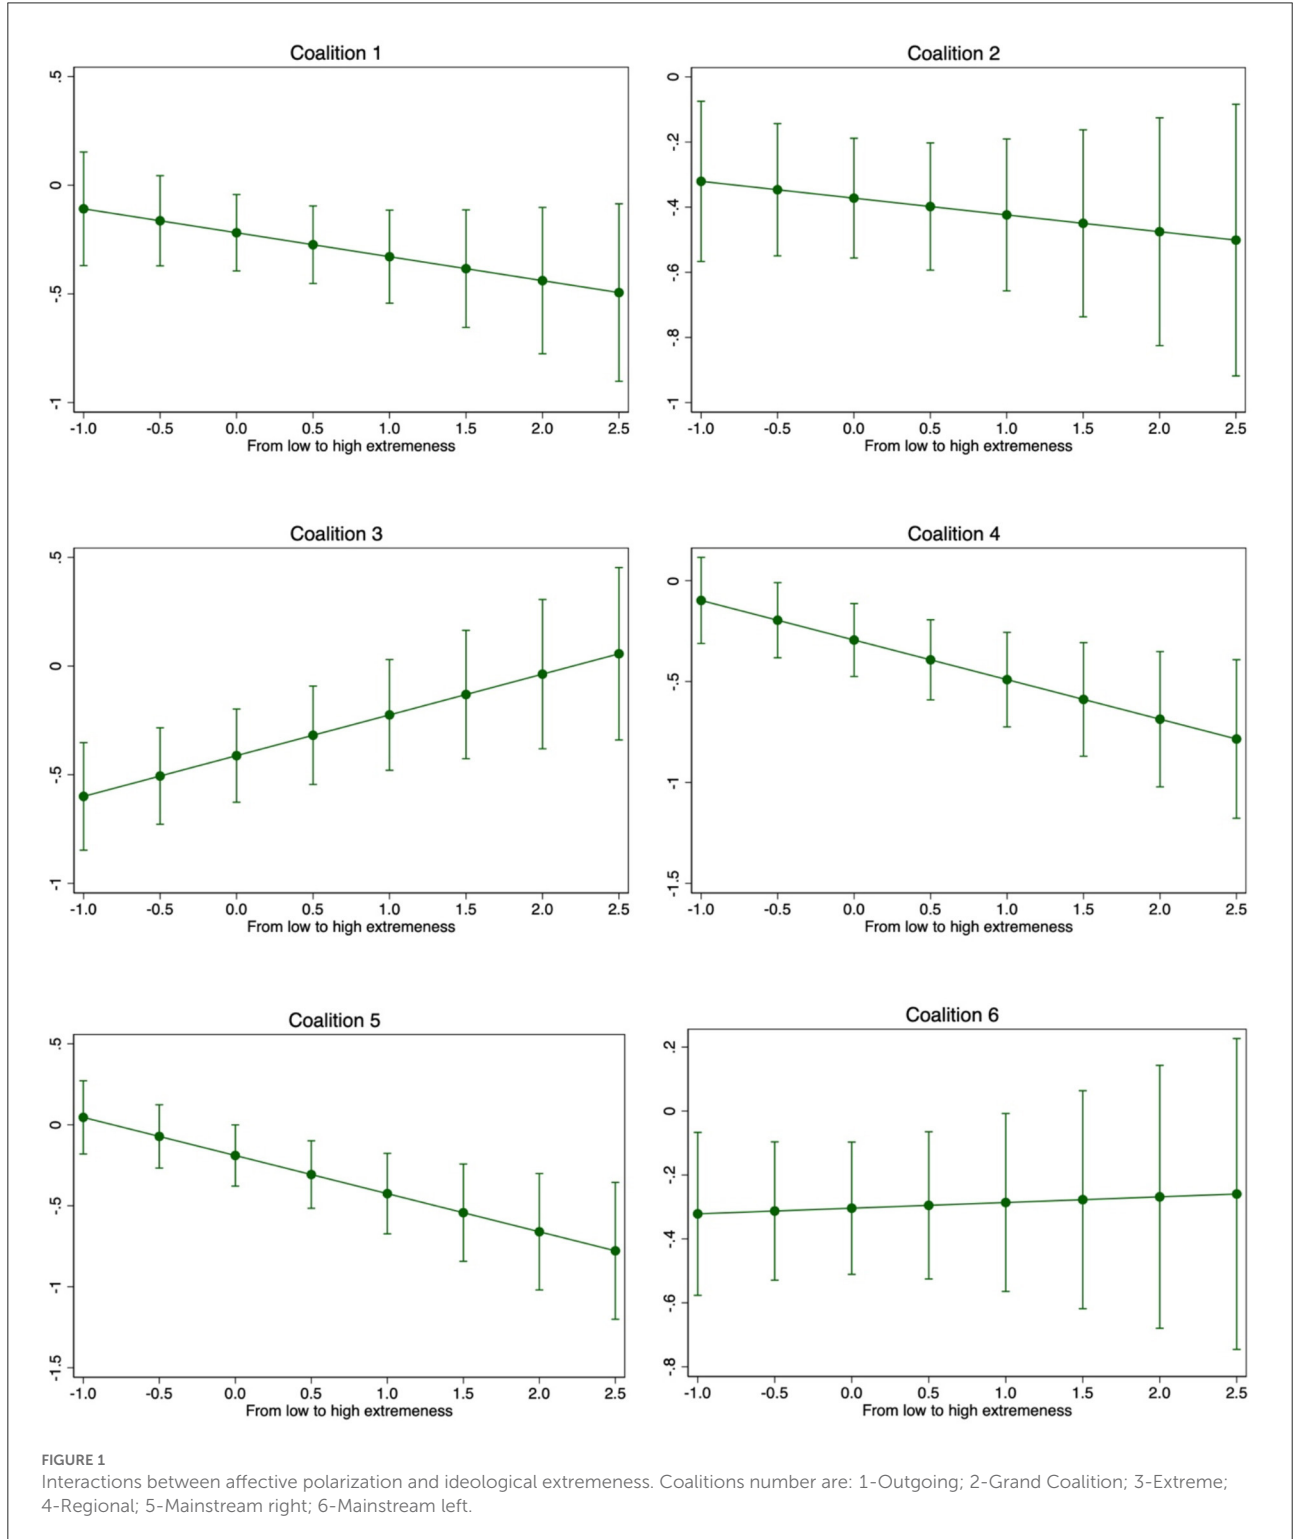 Coalition 1
.5
0
-.5
-1
-1.0 -0.5 0.0 0.5 1.0 1.5 2.0 2.5
From low to high extremeness
Coalition 2
0
-.2
-.4
-.6
-.8
-1
-1.0 -0.5 0.0 0.5 1.0 1.5 2.0 2.5
From low to high extremeness
Coalition 3
.5
0
-.5
-1
-1.0 -0.5 0.0 0.5 1.0 1.5 2.0 2.5
From low to high extremeness
Coalition 4
0
-.5
-1
-1.5
-1.0 -0.5 0.0 0.5 1.0 1.5 2.0 2.5
From low to high extremeness
Coalition 5
.5
0
-.5
-1
-1.5
-1.0 -0.5 0.0 0.5 1.0 1.5 2.0 2.5
From low to high extremeness
Coalition 6
.2
0
-.2
-.4
-.6
-.8
-1.0 -0.5 0.0 0.5 1.0 1.5 2.0 2.5
From low to high extremeness
FIGURE 1
Interactions between affective polarization and ideological extremeness. Coalitions number are: 1-Outgoing; 2-Grand Coalition; 3-Extreme;
4-Regional; 5-Mainstream right; 6-Mainstream left.